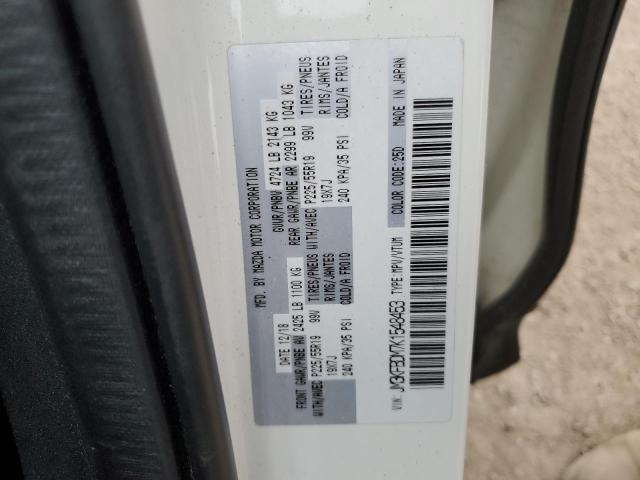 MFD. BY MAZDA MOTOR CORPORATION
DATE 12/18 GVWR/PNBV 4724 LB 2143 KG
FRONT GAWR/PNBE AV 2425 LB 1100 KG REAR GAWR/PNBE AR 2299 LB 1043 KG
WITH/AVEC P225/55R19 99V TIRES/PNEUS WITH/AVEC P225/55R19 99V TIRES/PNEUS
19X7J RIMS/JANTES 19X7J RIMS/JANTES
240 KPA/35 PSI COLD/A FROID 240 KPA/35 PSI COLD/A FROID
VIN: JM3KFBDM7K1548453 TYPE:MPV/VTUM COLOR CODE:25D MADE IN JAPAN